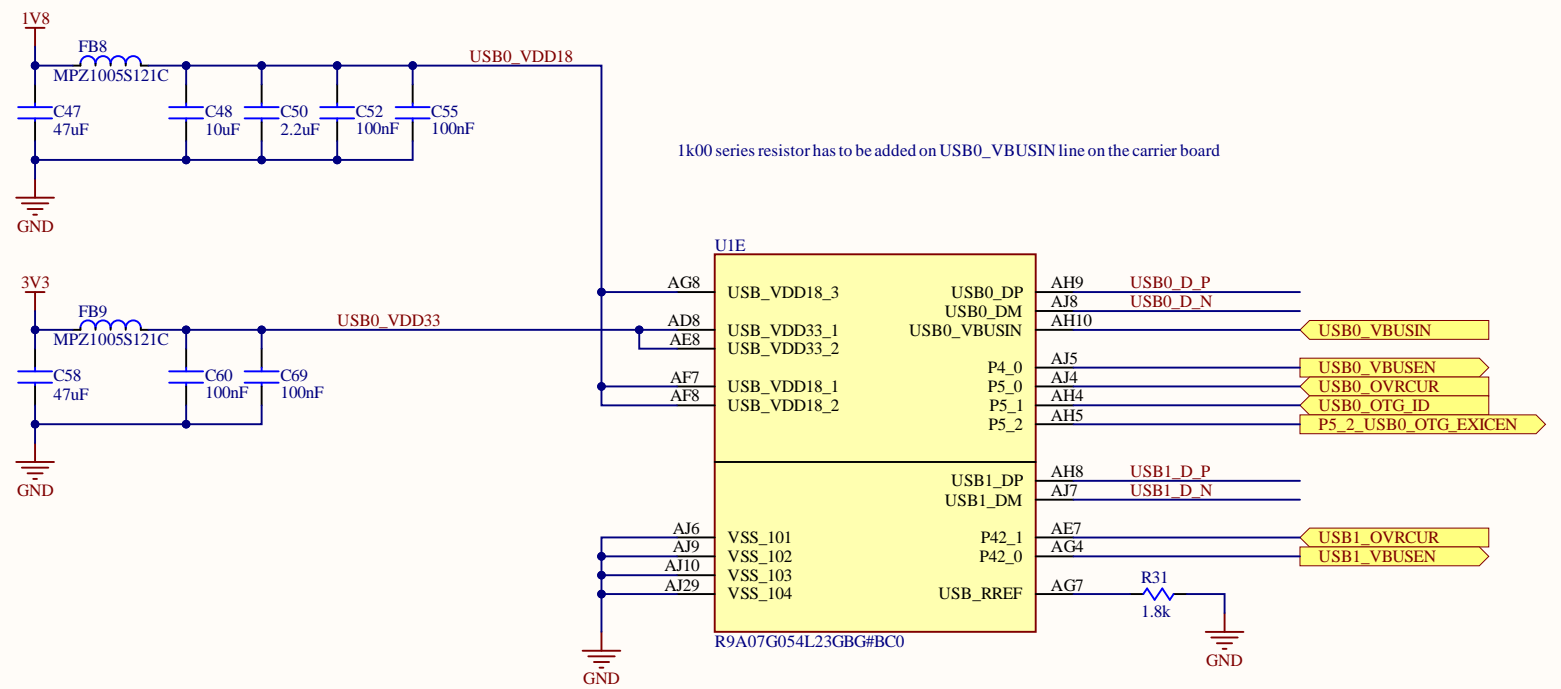 1V8
FB8
MPZ1005S121C
USB0_VDD18
C47
47uF
C48
10uF
C50
2.2uF
C52
100nF
C55
100nF
GND
1k00 series resistor has to be added on USB0_VBUSIN line on the carrier board
3V3
FB9
MPZ1005S121C
USB0_VDD33
C58
47uF
C60
100nF
C69
100nF
GND
U1E
AG8 USB_VDD18_3
AD8 USB_VDD33_1
AE8 USB_VDD33_2
AF7 USB_VDD18_1
AF8 USB_VDD18_2
AJ6 VSS_101
AJ9 VSS_102
AJ10 VSS_103
AJ29 VSS_104
GND
USB0_DP AH9 USB0_D_P
USB0_DM AJ8 USB0_D_N
USB0_VBUSIN AH10 USB0_VBUSIN
P4_0 AJ5 USB0_VBUSEN
P5_0 AJ4 USB0_OVRCUR
P5_1 AH4 USB0_OTG_ID
P5_2 AH5 P5_2_USB0_OTG_EXICEN
USB1_DP AH8 USB1_D_P
USB1_DM AJ7 USB1_D_N
P42_1 AE7 USB1_OVRCUR
P42_0 AG4 USB1_VBUSEN
USB_RREF AG7
R31
1.8k
GND
R9A07G054L23GBG#BC0